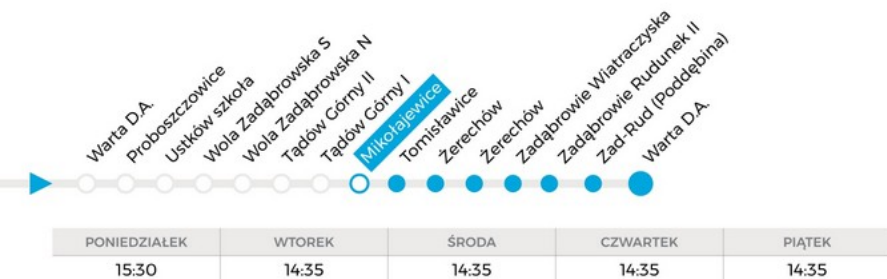 Warta D.A.
Proboszczowice
Ustków szkoła
Wola Zadąbrowska S
Wola Zadąbrowska N
Tądów Górny II
Tądów Górny I
Mikołajewice
Tomisławice
Żerechów
Żerechów
Zadąbrowie Wiatraczyska
Zadąbrowie Rudunek II
Zad-Rud (Poddębina)
Warta D.A.
PONIEDZIAŁEK WTOREK ŚRODA CZWARTEK PIĄTEK
15:30 14:35 14:35 14:35 14:35